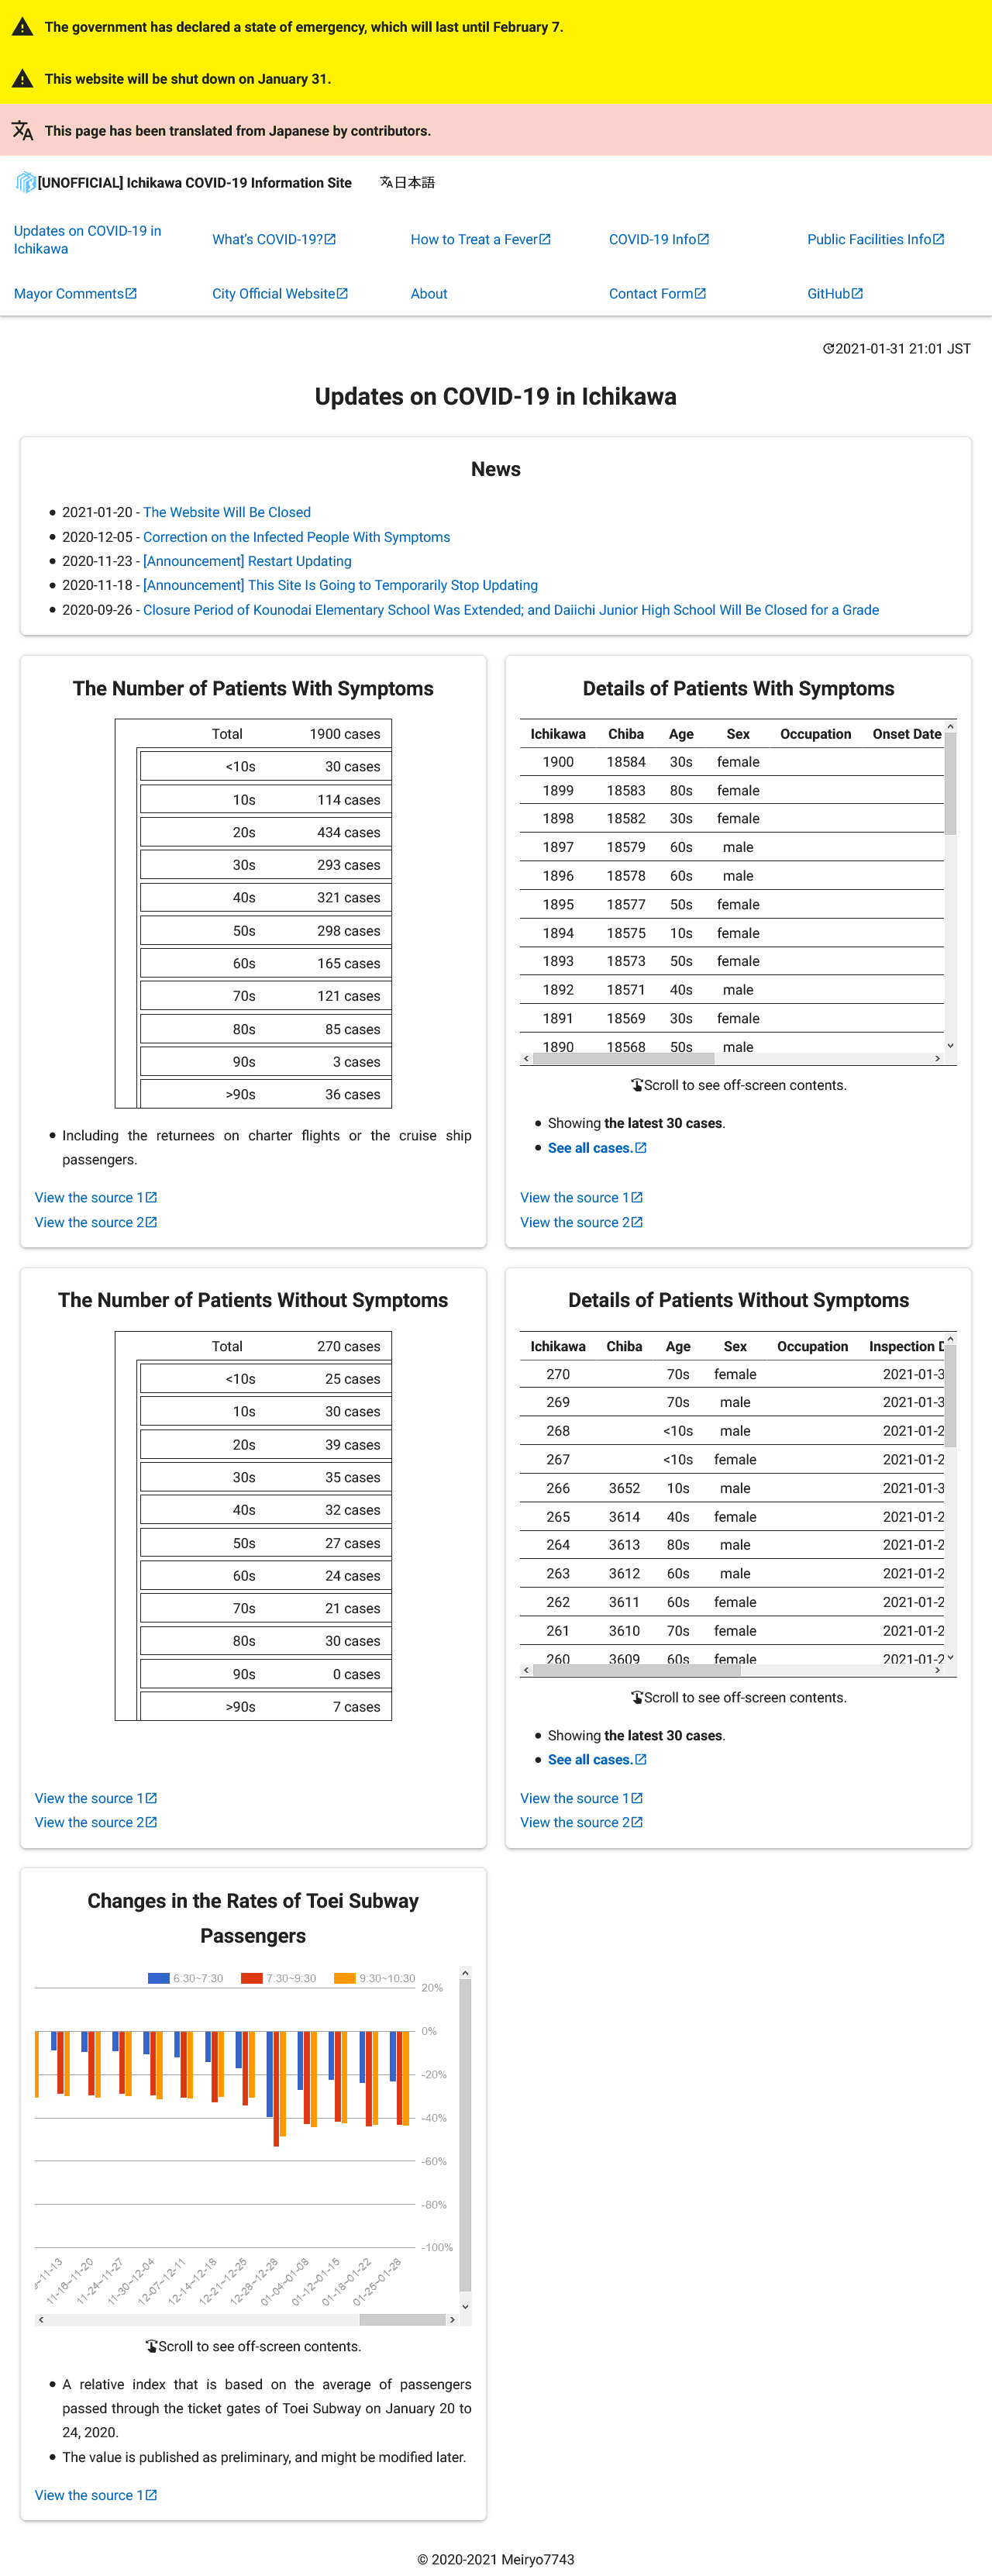 The government has declared a state of emergency, which will last until February 7.
This website will be shut down on January 31.
This page has been translated from Japanese by contributors.
[UNOFFICIAL] Ichikawa COVID-19 Information Site 日本語
Updates on COVID-19 in Ichikawa
What's COVID-19?
How to Treat a Fever
COVID-19 Info
Public Facilities Info
Mayor Comments
City Official Website
About
Contact Form
GitHub
2021-01-31 21:01 JST
Updates on COVID-19 in Ichikawa
News
2021-01-20 - The Website Will Be Closed
2020-12-05 - Correction on the Infected People With Symptoms
2020-11-23 - [Announcement] Restart Updating
2020-11-18 - [Announcement] This Site Is Going to Temporarily Stop Updating
2020-09-26 - Closure Period of Kounodai Elementary School Was Extended; and Daiichi Junior High School Will Be Closed for a Grade
The Number of Patients With Symptoms
Total 1900 cases
<10s 30 cases
10s 114 cases
20s 434 cases
30s 293 cases
40s 321 cases
50s 298 cases
60s 165 cases
70s 121 cases
80s 85 cases
90s 3 cases
>90s 36 cases
Including the returnees on charter flights or the cruise ship
passengers.
View the source 1
View the source 2
Details of Patients With Symptoms
Ichikawa Chiba Age Sex Occupation Onset Date
1900 18584 30s female
1899 18583 80s female
1898 18582 30s female
1897 18579 60s male
1896 18578 60s male
1895 18577 50s female
1894 18575 10s female
1893 18573 50s female
1892 18571 40s male
1891 18569 30s female
1890 18568 50s male
Scroll to see off-screen contents.
Showing the latest 30 cases.
See all cases.
View the source 1
View the source 2
The Number of Patients Without Symptoms
Total 270 cases
<10s 25 cases
10s 30 cases
20s 39 cases
30s 35 cases
40s 32 cases
50s 27 cases
60s 24 cases
70s 21 cases
80s 30 cases
90s 0 cases
>90s 7 cases
View the source 1
View the source 2
Details of Patients Without Symptoms
Ichikawa Chiba Age Sex Occupation Inspection D
270 70s female 2021-01-3
269 70s male 2021-01-3
268 <10s male 2021-01-2
267 <10s female 2021-01-2
266 3652 10s male 2021-01-3
265 3614 40s female 2021-01-2
264 3613 80s male 2021-01-2
263 3612 60s male 2021-01-2
262 3611 60s female 2021-01-2
261 3610 70s female 2021-01-2
260 3609 60s female 2021-01-2
Scroll to see off-screen contents.
Showing the latest 30 cases.
See all cases.
View the source 1
View the source 2
Changes in the Rates of Toei Subway
Passengers
6:30~7:30 7:30~9:30 9:30~10:30
20%
0%
-20%
-40%
-60%
-80%
-100%
~11-13
11-16~11-20
11-24~11-27
11-30~12-04
12-07~12-11
12-14~12-18
12-21~12-25
12-28~12-28
01-04~01-08
01-12~01-15
01-18~01-22
01-25~01-28
Scroll to see off-screen contents.
A relative index that is based on the average of passengers
passed through the ticket gates of Toei Subway on January 20 to
24, 2020.
The value is published as preliminary, and might be modified later.
View the source 1
© 2020-2021 Meiryo7743